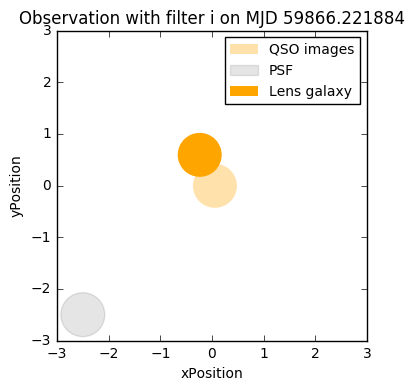 Observation with filter i on MJD 59866.221884
QSO images
PSF
Lens galaxy
3
2
1
0
−1
−2
−3
yPosition
−3
−2
−1
0
1
2
3
xPosition